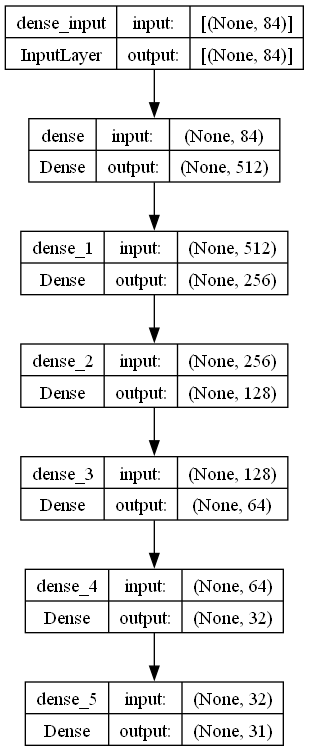 dense_input input: [(None, 84)]
InputLayer output: [(None, 84)]
dense input: (None, 84)
Dense output: (None, 512)
dense_1 input: (None, 512)
Dense output: (None, 256)
dense_2 input: (None, 256)
Dense output: (None, 128)
dense_3 input: (None, 128)
Dense output: (None, 64)
dense_4 input: (None, 64)
Dense output: (None, 32)
dense_5 input: (None, 32)
Dense output: (None, 31)